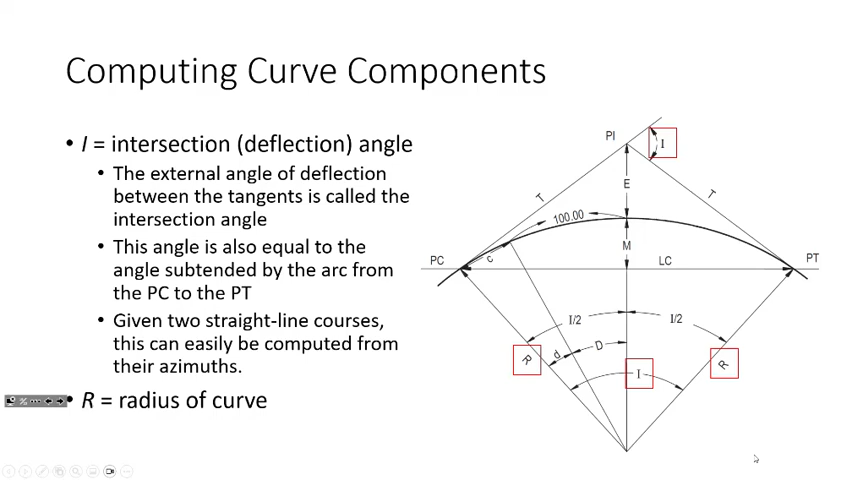 Computing Curve Components
• I = intersection (deflection) angle
• The external angle of deflection
between the tangents is called the
intersection angle
• This angle is also equal to the
angle subtended by the arc from
the PC to the PT
• Given two straight-line courses,
this can easily be computed from
their azimuths.
• R = radius of curve
PI
I
T
E
T
100.00
M
PC
c
LC
PT
I/2
I/2
d
D
R
I
R